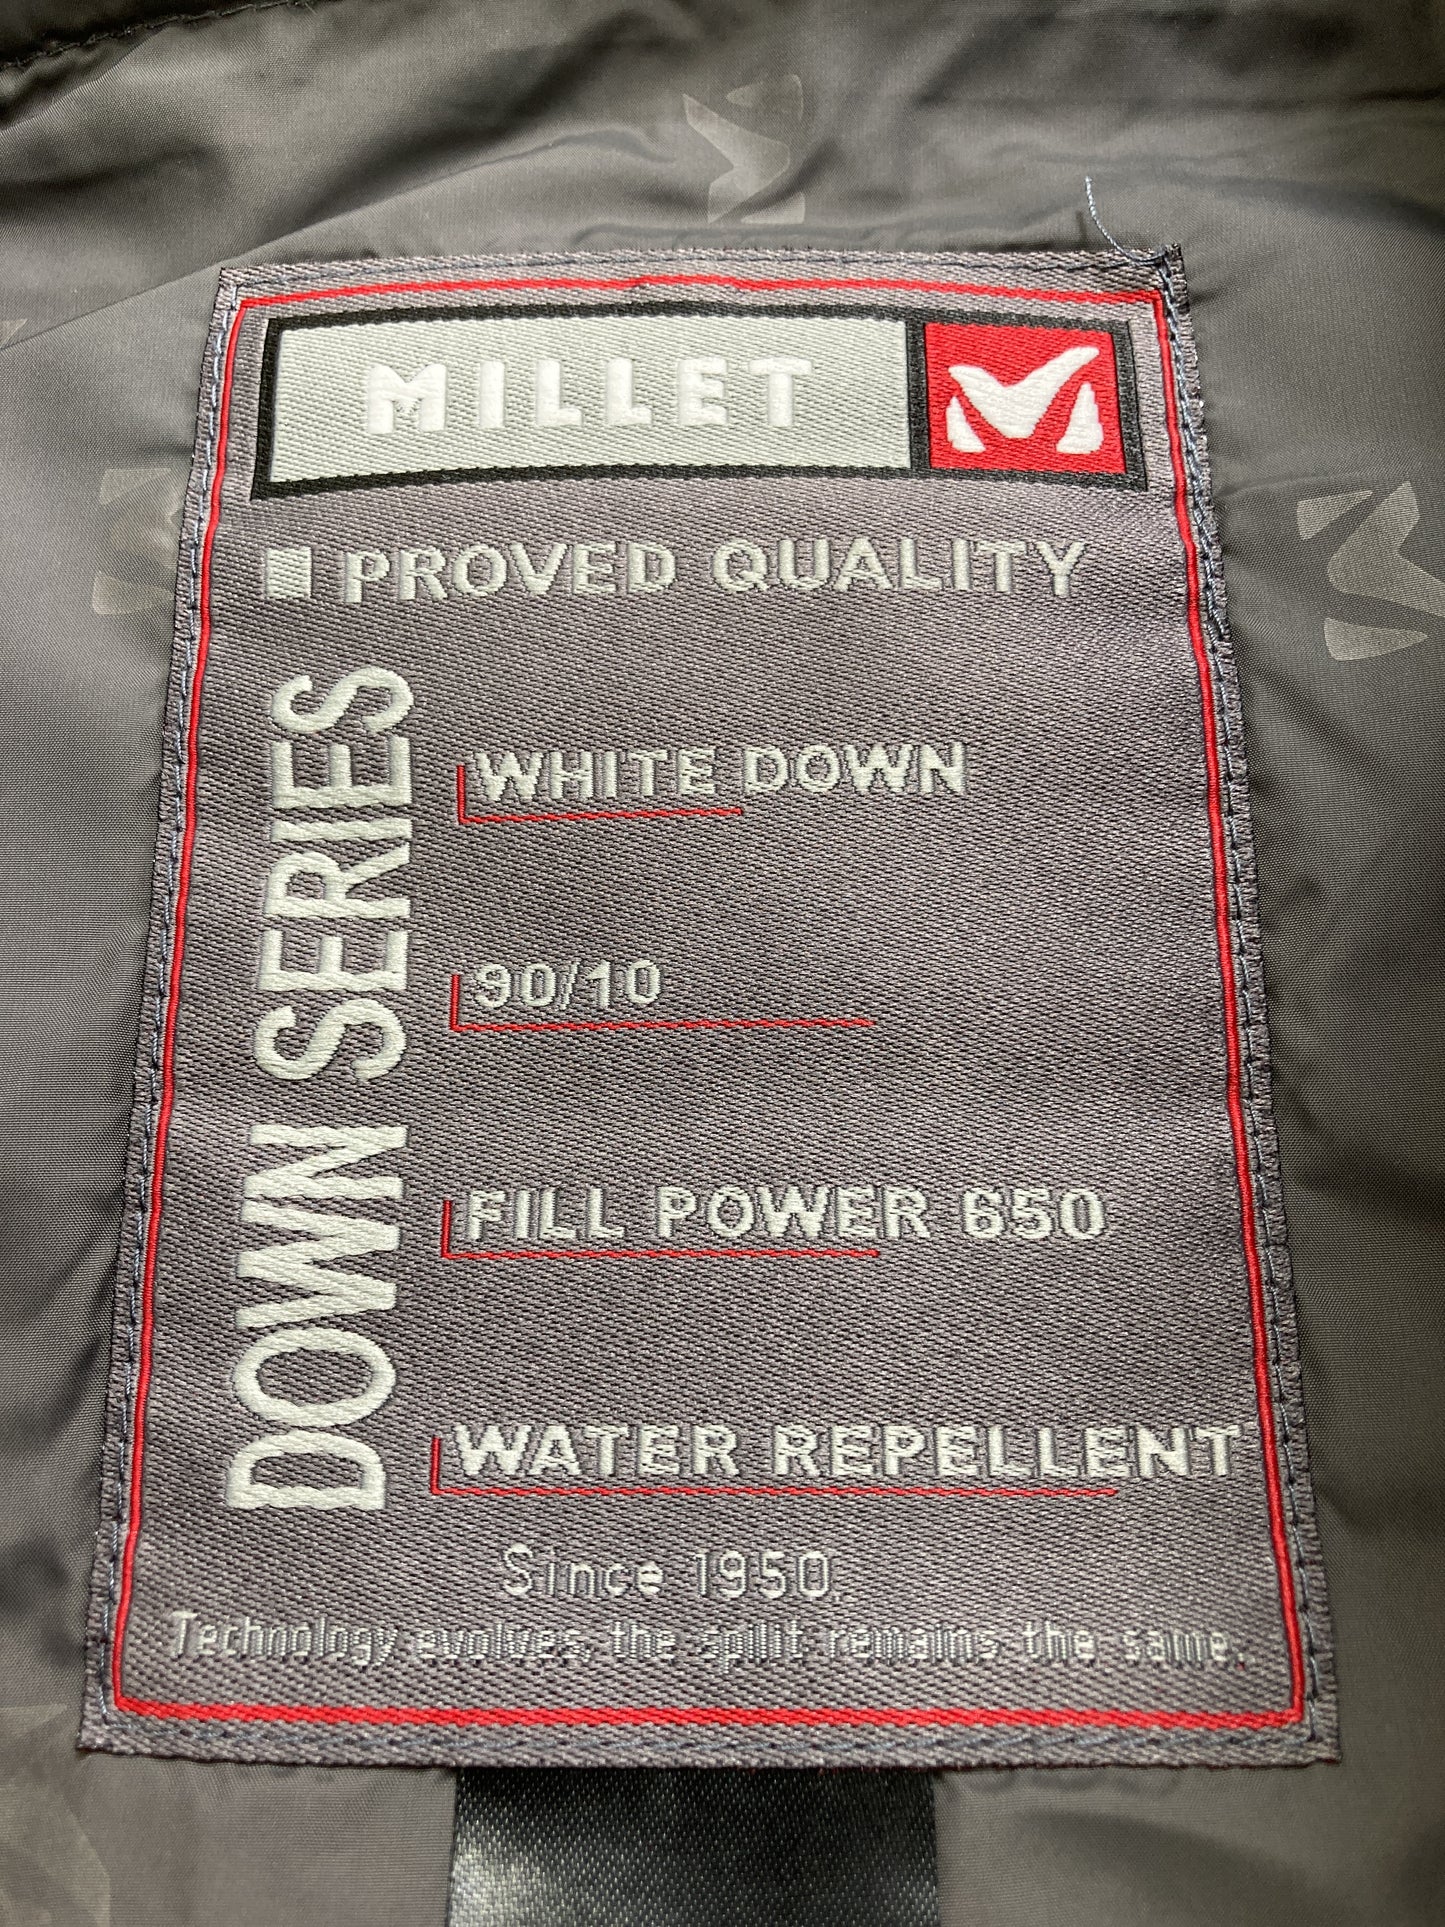 MILLET
PROVED QUALITY
DOWN SERIES
WHITE DOWN
90/10
FILL POWER 650
WATER REPELLENT
Since 1950.
Technology evolves, the spilit remains the same.